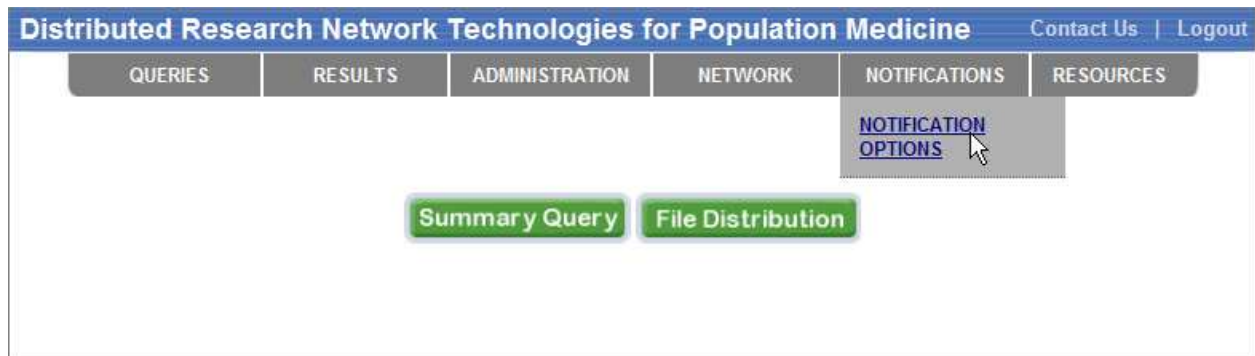 Distributed Research Network Technologies for Population Medicine Contact Us | Logout
QUERIES RESULTS ADMINISTRATION NETWORK NOTIFICATIONS RESOURCES
NOTIFICATION
OPTIONS
Summary Query File Distribution